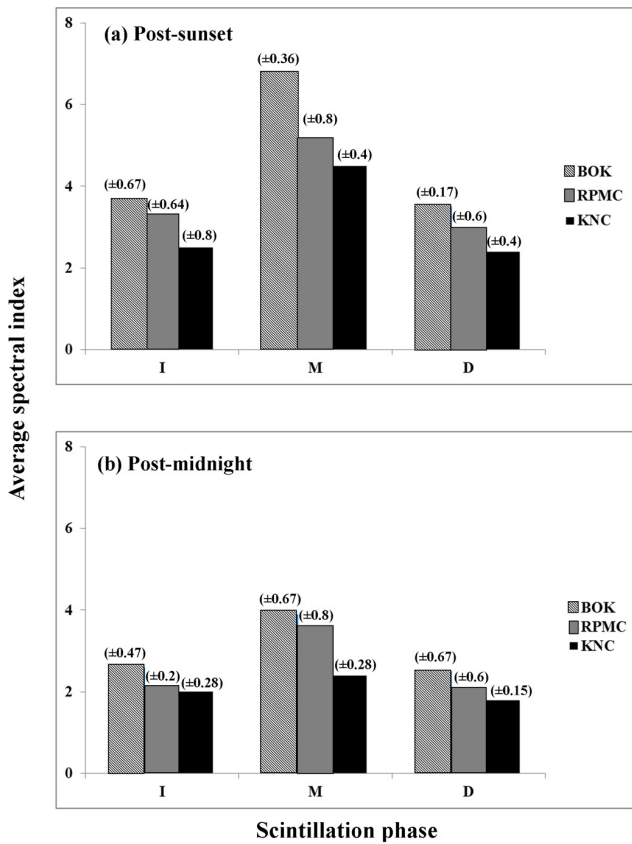 Average spectral index
8
6
4
2
0
(a) Post-sunset
(±0.67)
(±0.64)
(±0.8)
(±0.36)
(±0.8)
(±0.4)
(±0.17)
(±0.6)
(±0.4)
BOK
RPMC
KNC
I M D
8
6
4
2
0
(b) Post-midnight
(±0.47)
(±0.2)
(±0.28)
(±0.67)
(±0.8)
(±0.28)
(±0.67)
(±0.6)
(±0.15)
BOK
RPMC
KNC
I M D
Scintillation phase